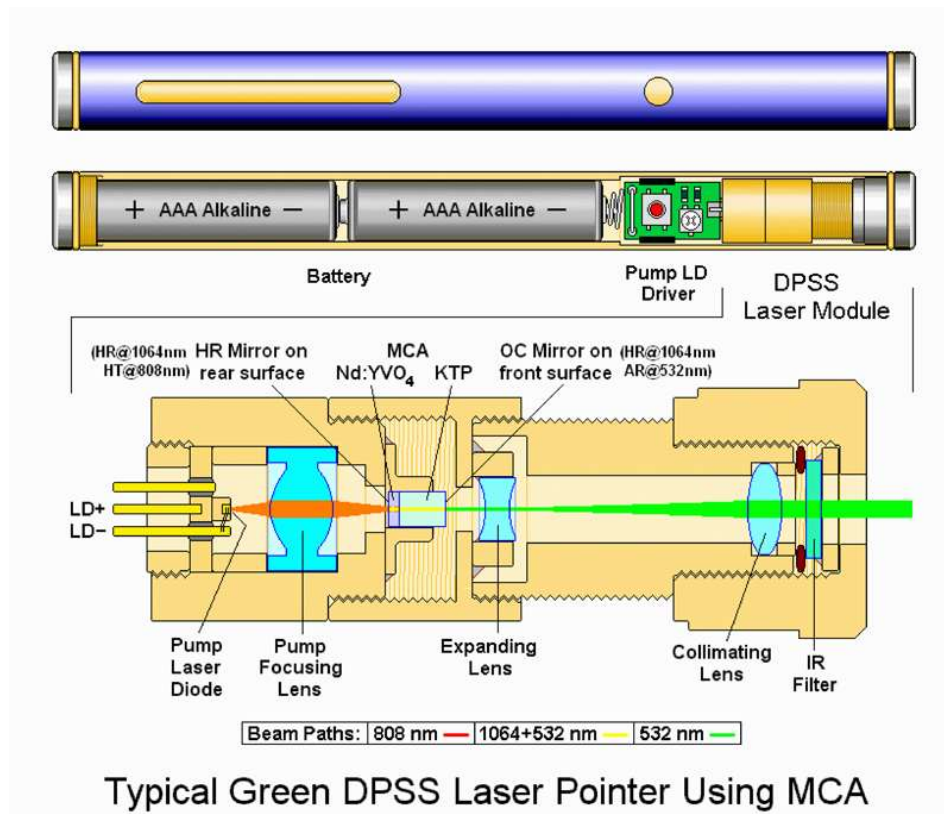 + AAA Alkaline −
+ AAA Alkaline −
Battery
Pump LD
Driver
DPSS
Laser Module
(HR@1064nm
HT@808nm)
HR Mirror on
rear surface
MCA
Nd:YVO₄ KTP
OC Mirror on
front surface
(HR@1064nm
AR@532nm)
LD+
LD−
Pump
Laser
Diode
Pump
Focusing
Lens
Expanding
Lens
Collimating
Lens
IR
Filter
Beam Paths: 808 nm 1064+532 nm 532 nm
Typical Green DPSS Laser Pointer Using MCA